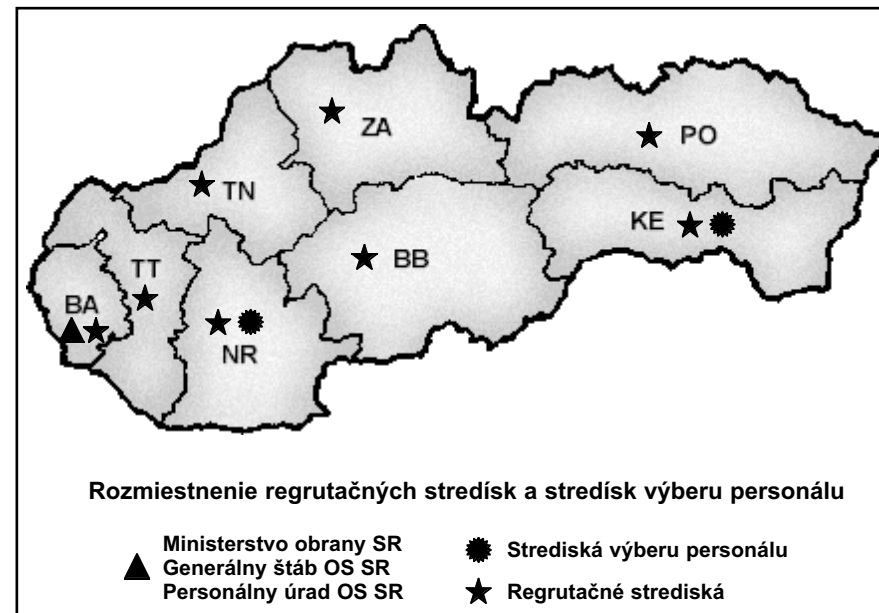 ZA
PO
TN
KE
BB
TT
BA
NR
Rozmiestnenie regrutačných stredísk a stredísk výberu personálu
Ministerstvo obrany SR
Generálny štáb OS SR
Personálny úrad OS SR
Strediská výberu personálu
Regrutačné strediská